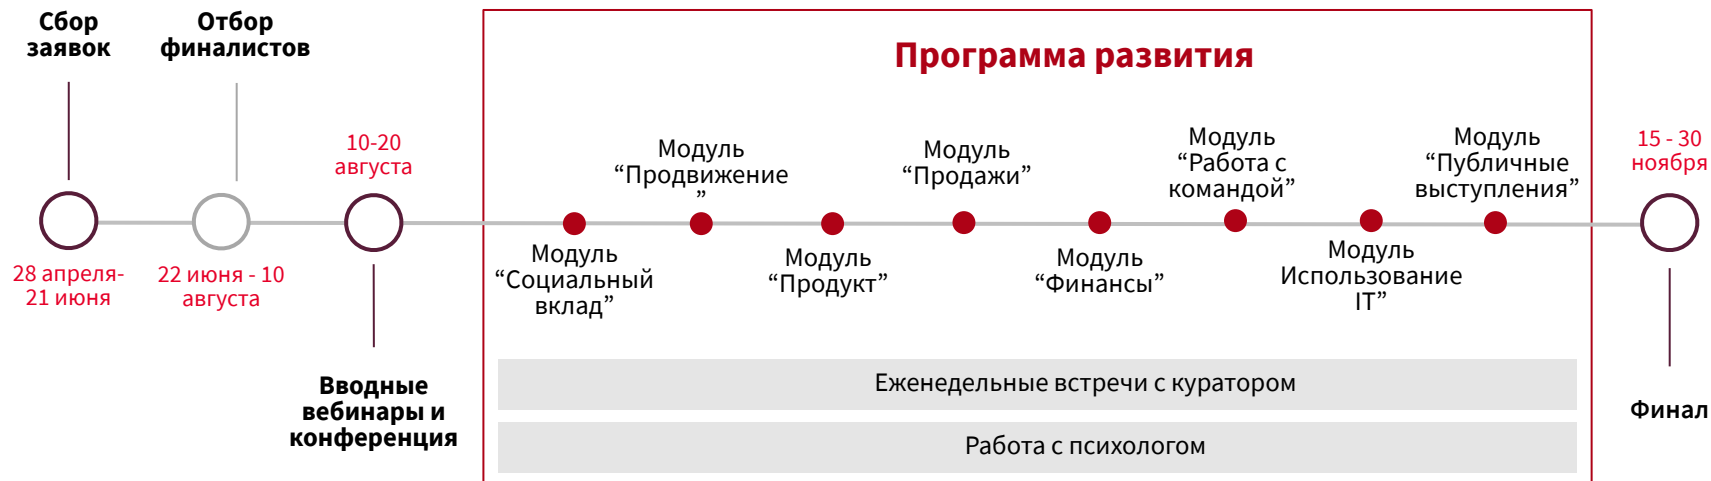 Сбор
заявок
Отбор
финалистов
Программа развития
10-20
августа
Модуль
“Продвижение
”
Модуль
“Продажи”
Модуль
“Работа с
командой”
Модуль
“Публичные
выступления”
15 - 30
ноября
28 апреля-
21 июня
22 июня - 10
августа
Модуль
“Социальный
вклад”
Модуль
“Продукт”
Модуль
“Финансы”
Модуль
Использование
IT”
Вводные
вебинары и
конференция
Еженедельные встречи с куратором
Работа с психологом
Финал